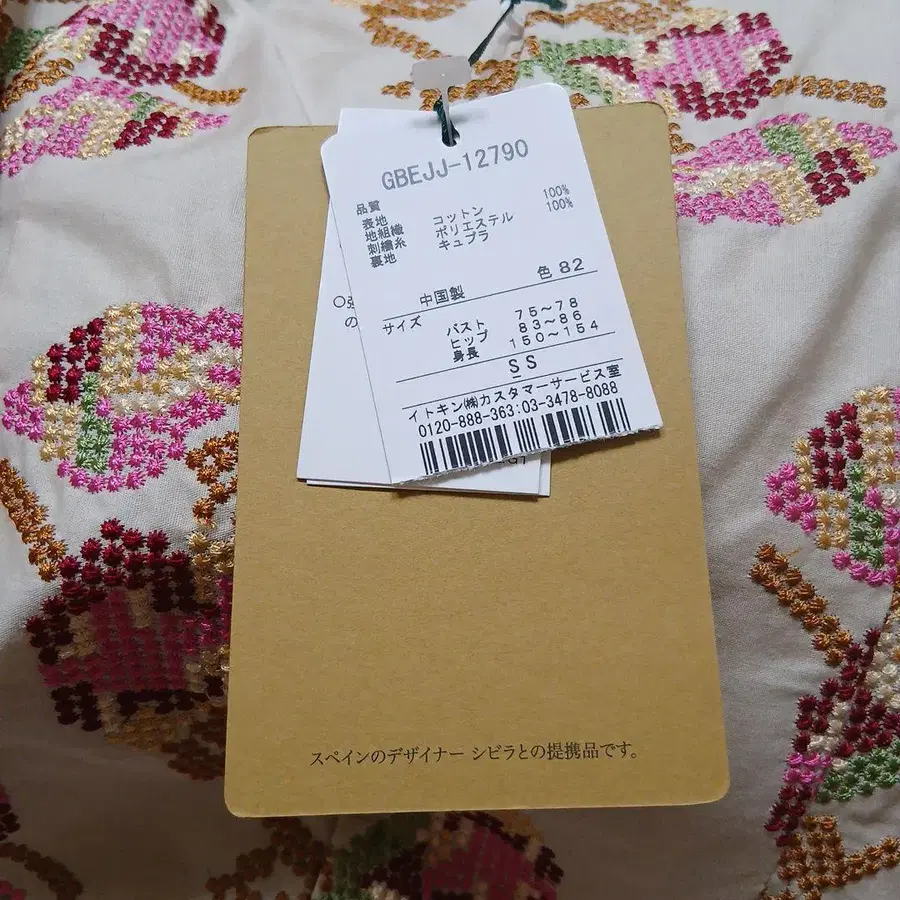 GBEJJ-12790
品質
表地
地組織 コットン 100%
刺繍糸 ポリエステル 100%
裏地 キュプラ
色 82
中国製
サイズ
バスト 75～78
ヒップ 83～86
身長 150～154
SS
イトキン㈱カスタマーサービス室
0120-888-363:03-3478-8088
の
スペインのデザイナー シビラとの提携品です。